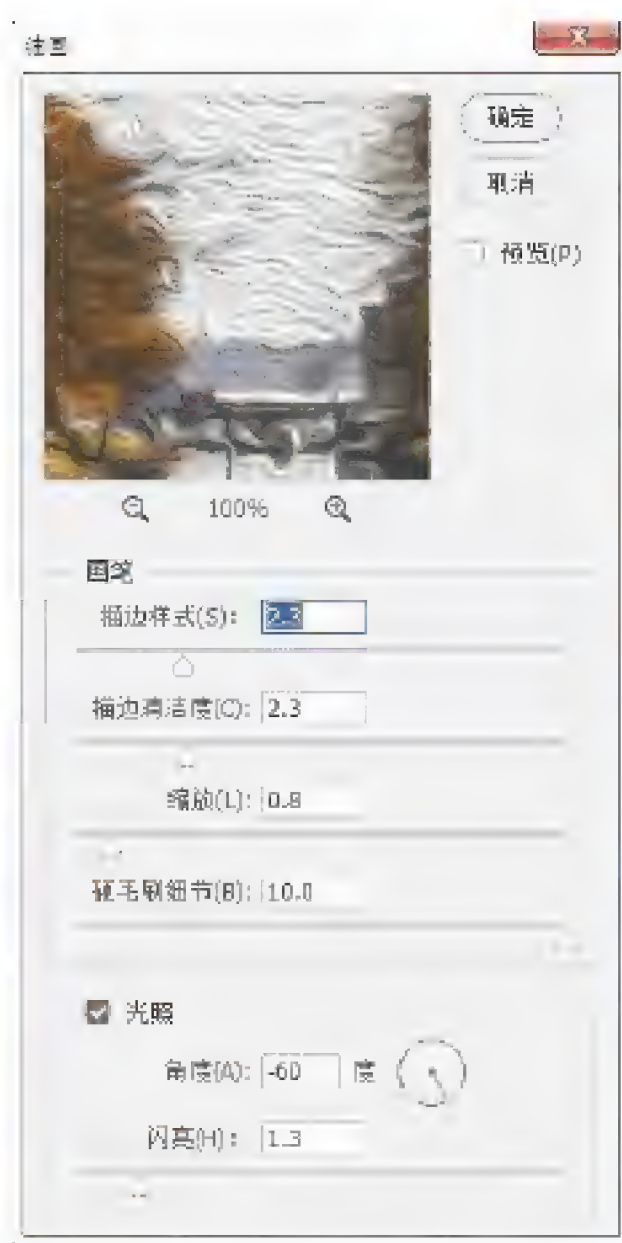 油画
确定
取消
预览(P)
100%
画笔
描边样式(S): 2.3
描边清洁度(C): 2.3
缩放(L): 0.8
硬毛刷细节(B): 10.0
光照
角度(A): -60 度
闪亮(H): 1.3